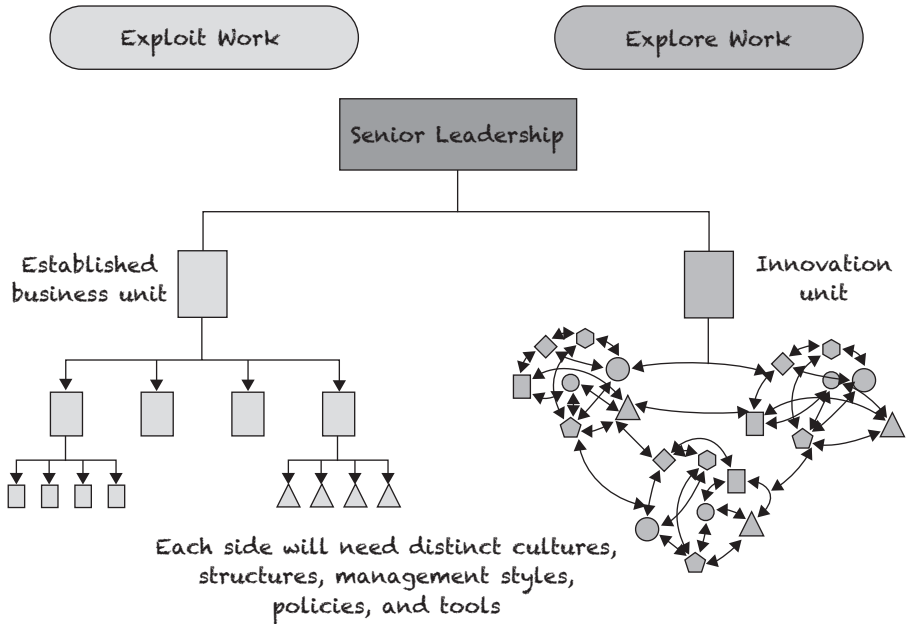 Exploit Work
Explore Work
Senior Leadership
Established
business unit
Innovation
unit
Each side will need distinct cultures,
structures, management styles,
policies, and tools